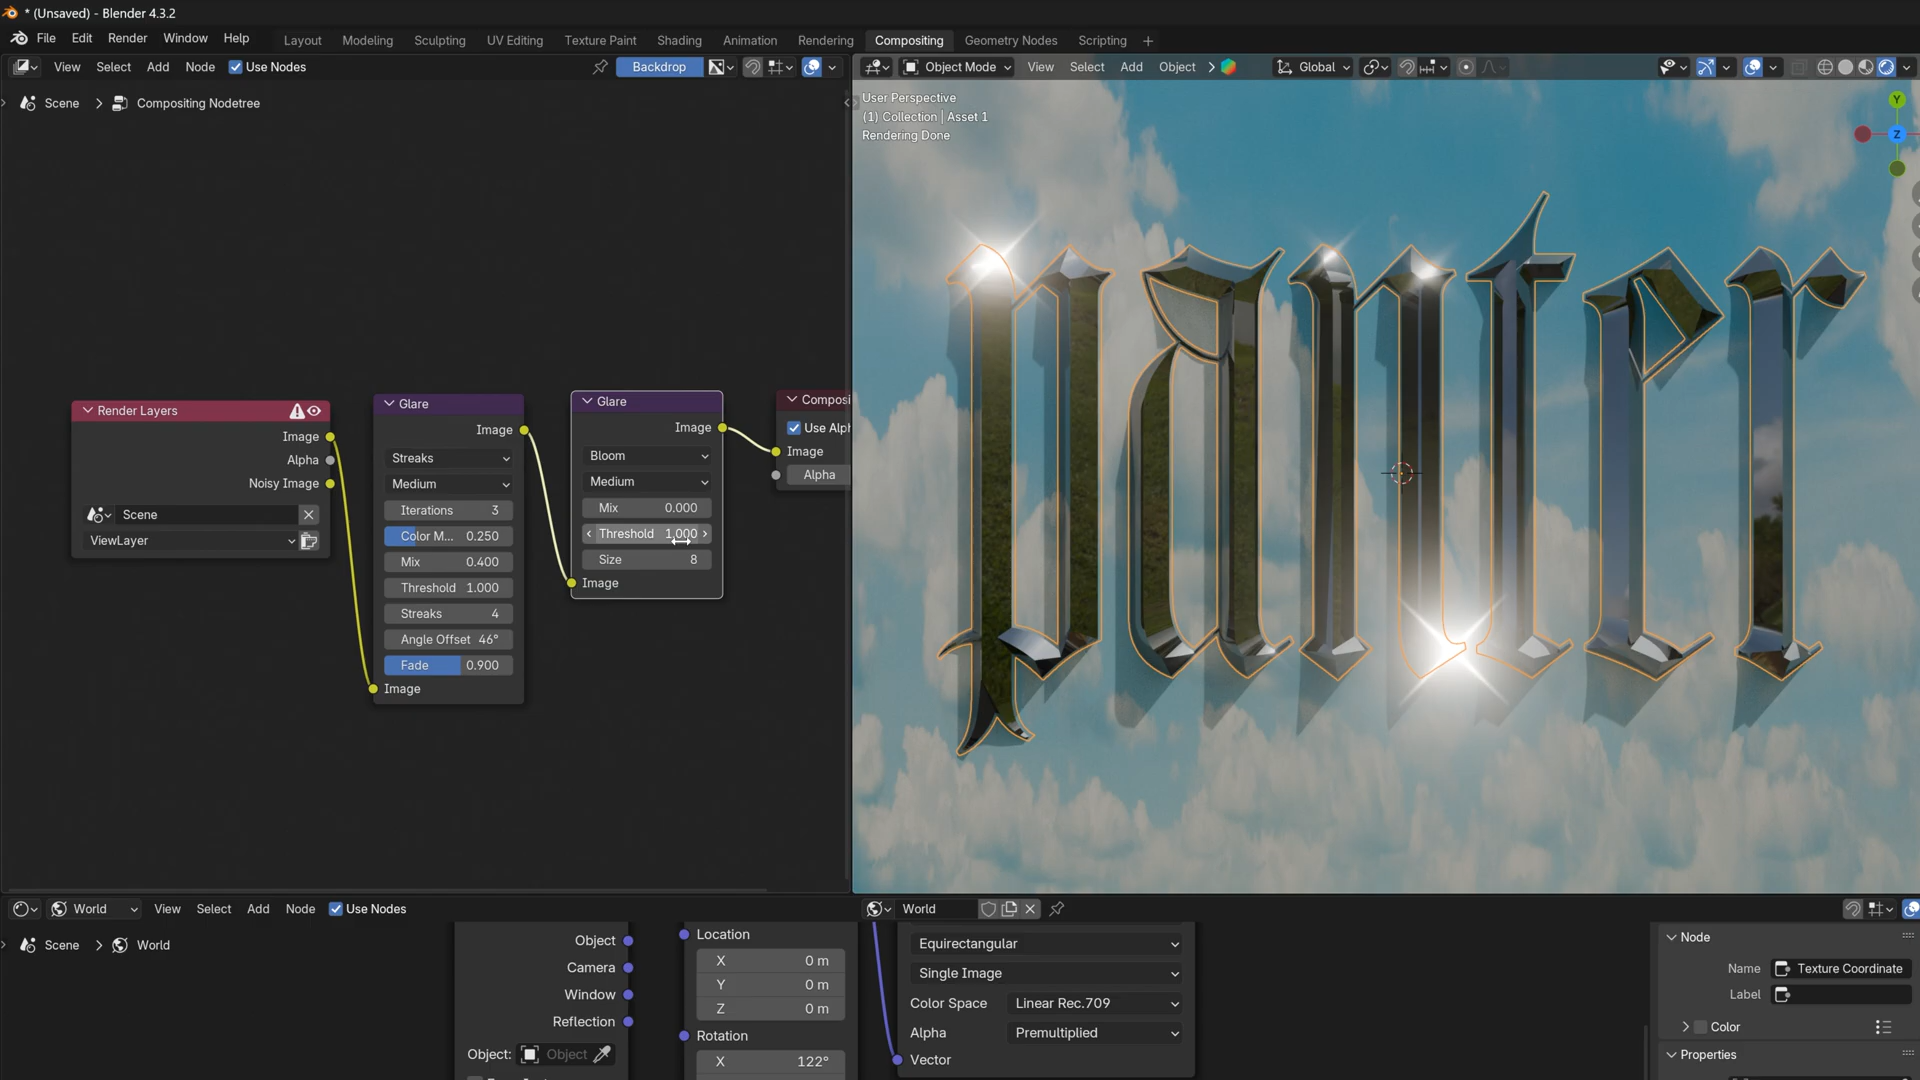 * (Unsaved) - Blender 4.3.2
File Edit Render Window Help Layout Modeling Sculpting UV Editing Texture Paint Shading Animation Rendering Compositing Geometry Nodes Scripting +
View Select Add Node Use Nodes Backdrop
Scene > Compositing Nodetree
Render Layers
Image
Alpha
Noisy Image
Scene
ViewLayer
Glare
Image
Streaks
Medium
Iterations 3
Color M... 0.250
Mix 0.400
Threshold 1.000
Streaks 4
Angle Offset 46°
Fade 0.900
Image
Glare
Image
Bloom
Medium
Mix 0.000
Threshold 1.000
Size 8
Image
Composi
Use Alph
Image
Alpha
Object Mode View Select Add Object Global
User Perspective
(1) Collection | Asset 1
Rendering Done
Y
Z
panter
World View Select Add Node Use Nodes
World
Scene > World
Object
Camera
Window
Reflection
Object: Object
Location
X 0 m
Y 0 m
Z 0 m
Rotation
X 122°
Equirectangular
Single Image
Color Space Linear Rec.709
Alpha Premultiplied
Vector
Node
Name Texture Coordinate
Label
Color
Properties